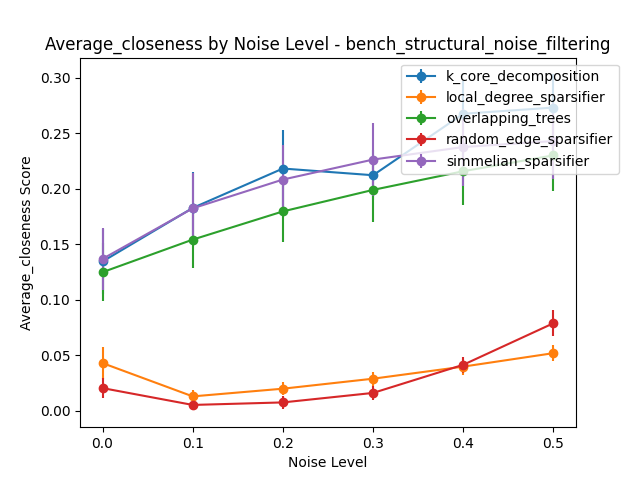 Average_closeness by Noise Level - bench_structural_noise_filtering
k_core_decomposition
local_degree_sparsifier
overlapping_trees
random_edge_sparsifier
simmelian_sparsifier
Average_closeness Score
0.30
0.25
0.20
0.15
0.10
0.05
0.00
0.0 0.1 0.2 0.3 0.4 0.5
Noise Level